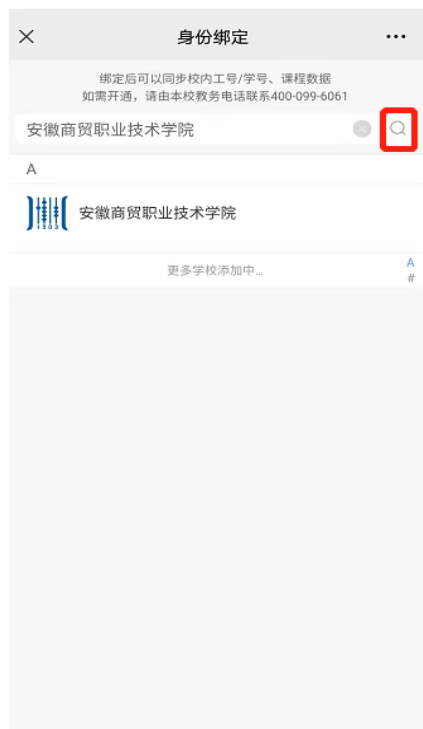 身份绑定
绑定后可以同步校内工号/学号、课程数据
如需开通，请由本校教务电话联系400-099-6061
安徽商贸职业技术学院
A
安徽商贸职业技术学院
1903
更多学校添加中...
A
#